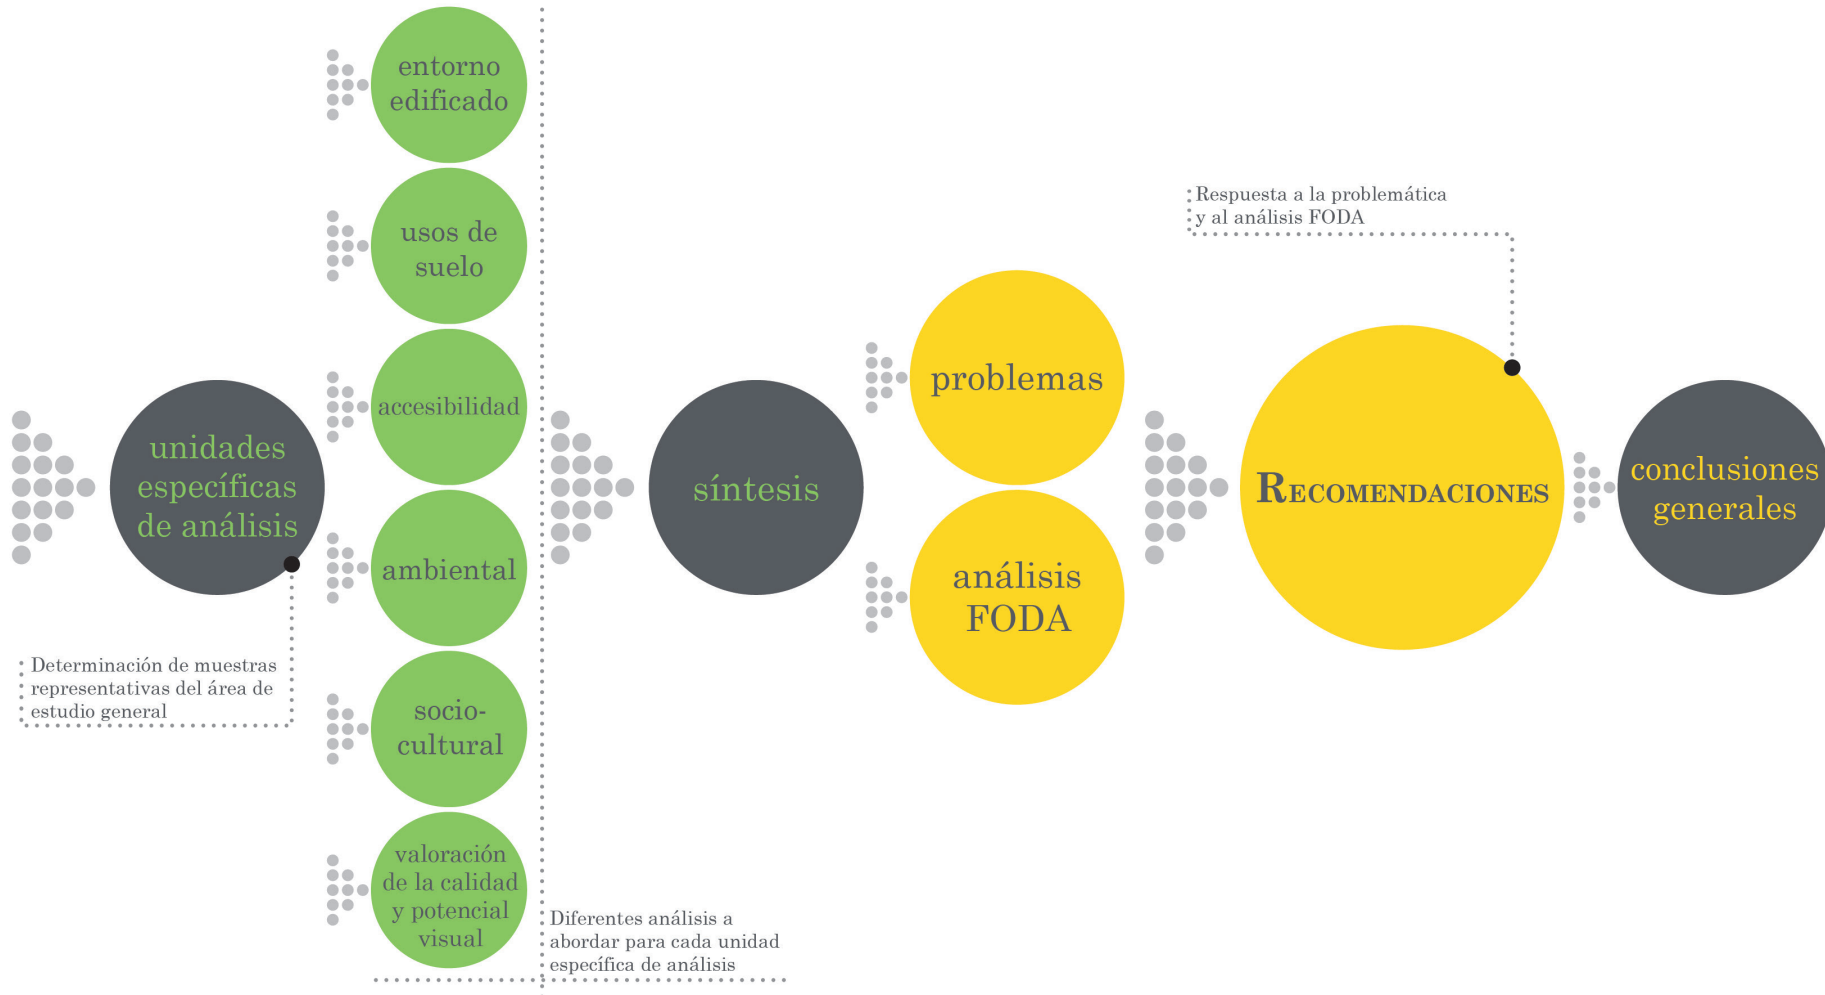 unidades
específicas
de análisis
Determinación de muestras
representativas del área de
estudio general
entorno
edificado
usos de
suelo
accesibilidad
ambiental
socio-
cultural
valoración
de la calidad
y potencial
visual
Diferentes análisis a
abordar para cada unidad
específica de análisis
síntesis
problemas
análisis
FODA
Respuesta a la problemática
y al análisis FODA
RECOMENDACIONES
conclusiones
generales